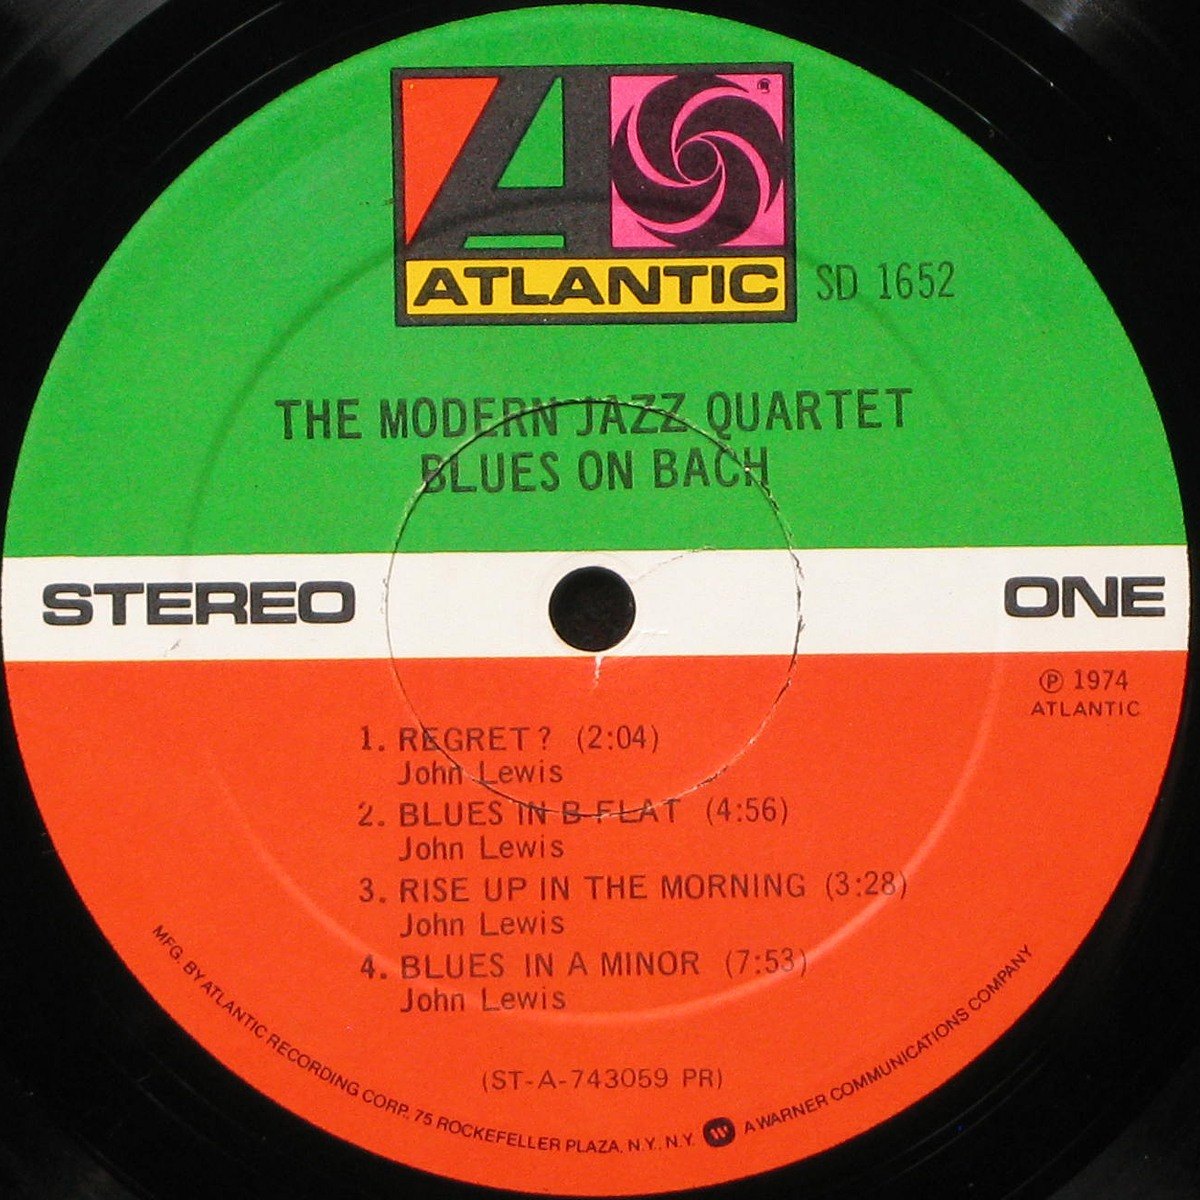 ATLANTIC
SD 1652
THE MODERN JAZZ QUARTET
BLUES ON BACH
STEREO
ONE
℗ 1974
ATLANTIC
1. REGRET? (2:04)
John Lewis
2. BLUES IN B FLAT (4:56)
John Lewis
3. RISE UP IN THE MORNING (3:28)
John Lewis
4. BLUES IN A MINOR (7:53)
John Lewis
(ST-A-743059 PR)
MFG. BY ATLANTIC RECORDING CORP. 75 ROCKEFELLER PLAZA, N.Y., N.Y. A WARNER COMMUNICATIONS COMPANY